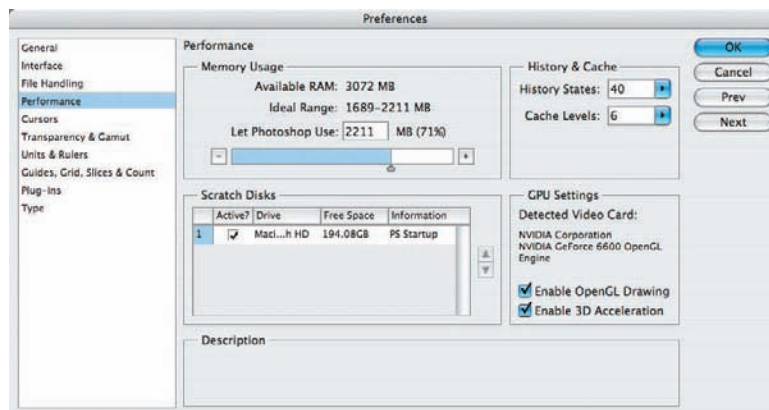 Preferences
General
Interface
File Handling
Performance
Cursors
Transparency & Gamut
Units & Rulers
Guides, Grid, Slices & Count
Plug-Ins
Type
Performance
Memory Usage
Available RAM: 3072 MB
Ideal Range: 1689-2211 MB
Let Photoshop Use: 2211 MB (71%)
- +
History & Cache
History States: 40
Cache Levels: 6
Scratch Disks
Active? Drive Free Space Information
1 Maci...h HD 194.08GB PS Startup
GPU Settings
Detected Video Card:
NVIDIA Corporation
NVIDIA GeForce 6600 OpenGL
Engine
Enable OpenGL Drawing
Enable 3D Acceleration
Description
OK
Cancel
Prev
Next